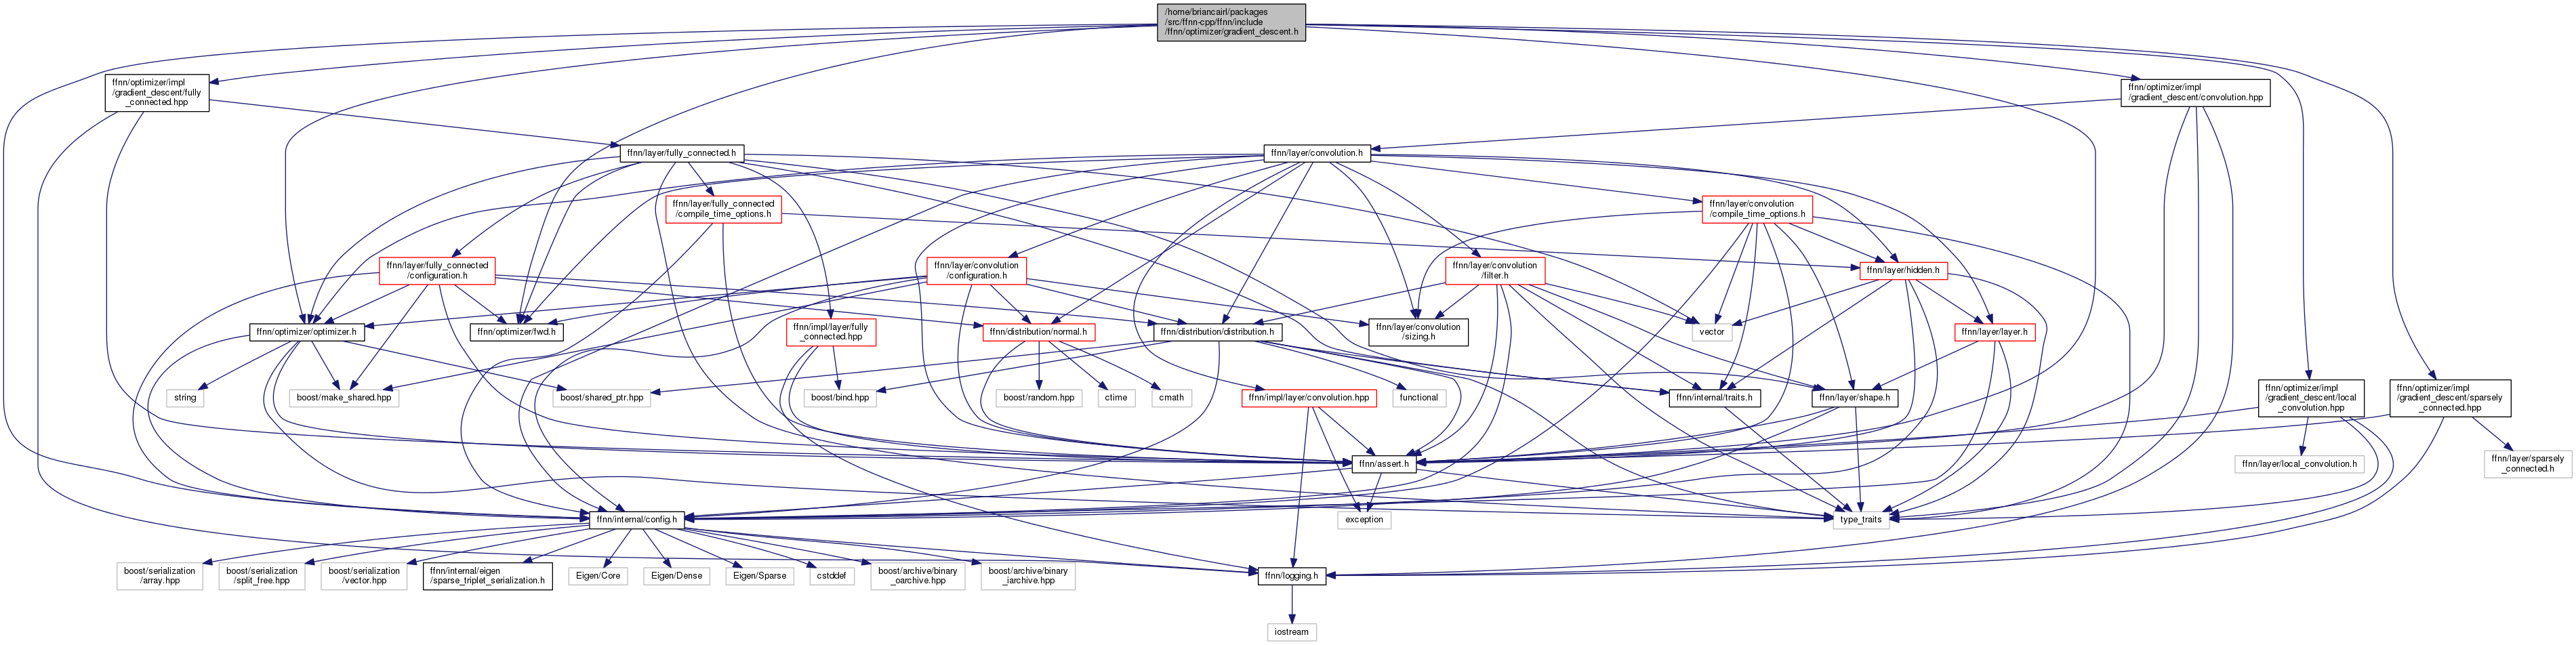 /home/briancairl/packages
/src/ffnn-cpp/ffnn/include
/ffnn/optimizer/gradient_descent.h
ffnn/optimizer/impl
/gradient_descent/fully
_connected.hpp
ffnn/optimizer/impl
/gradient_descent/convolution.hpp
ffnn/layer/fully_connected.h
ffnn/layer/convolution.h
ffnn/layer/fully_connected
/compile_time_options.h
ffnn/layer/convolution
/compile_time_options.h
ffnn/layer/fully_connected
/configuration.h
ffnn/layer/convolution
/configuration.h
ffnn/layer/convolution
/filter.h
ffnn/layer/hidden.h
ffnn/optimizer/optimizer.h
ffnn/optimizer/fwd.h
ffnn/impl/layer/fully
_connected.hpp
ffnn/distribution/normal.h
ffnn/distribution/distribution.h
ffnn/layer/convolution
/sizing.h
vector
ffnn/layer/layer.h
string
boost/make_shared.hpp
boost/shared_ptr.hpp
boost/bind.hpp
boost/random.hpp
ctime
cmath
ffnn/impl/layer/convolution.hpp
functional
ffnn/internal/traits.h
ffnn/layer/shape.h
ffnn/optimizer/impl
/gradient_descent/local
_convolution.hpp
ffnn/optimizer/impl
/gradient_descent/sparsely
_connected.hpp
ffnn/assert.h
ffnn/layer/local_convolution.h
ffnn/layer/sparsely
_connected.h
ffnn/internal/config.h
exception
type_traits
boost/serialization
/array.hpp
boost/serialization
/split_free.hpp
boost/serialization
/vector.hpp
ffnn/internal/eigen
/sparse_triplet_serialization.h
Eigen/Core
Eigen/Dense
Eigen/Sparse
cstddef
boost/archive/binary
_oarchive.hpp
boost/archive/binary
_iarchive.hpp
ffnn/logging.h
iostream